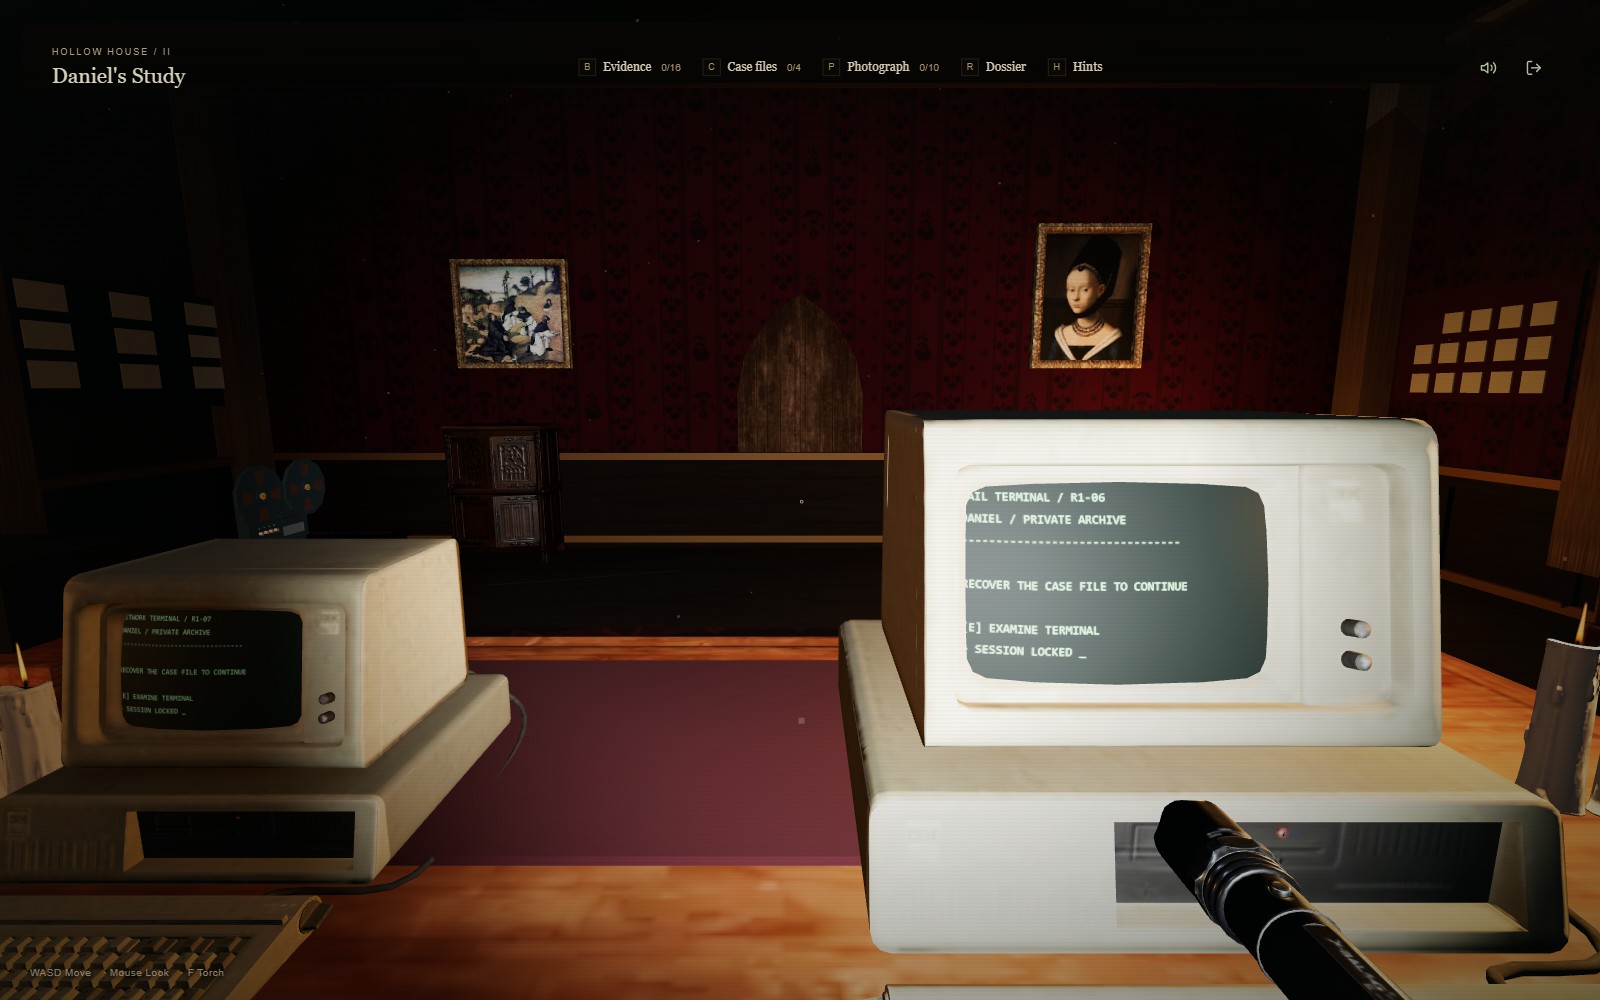 HOLLOW HOUSE / II
Daniel's Study
B Evidence 0/16 C Case files 0/4 P Photograph 0/10 R Dossier H Hints
AIL TERMINAL / R1-06
DANIEL / PRIVATE ARCHIVE
--------------------------------
RECOVER THE CASE FILE TO CONTINUE
[E] EXAMINE TERMINAL
SESSION LOCKED _
TWORK TERMINAL / R1-07
ANIEL / PRIVATE ARCHIVE
--------------------------------
RECOVER THE CASE FILE TO CONTINUE
E] EXAMINE TERMINAL
SESSION LOCKED _
WASD Move · Mouse Look · F Torch